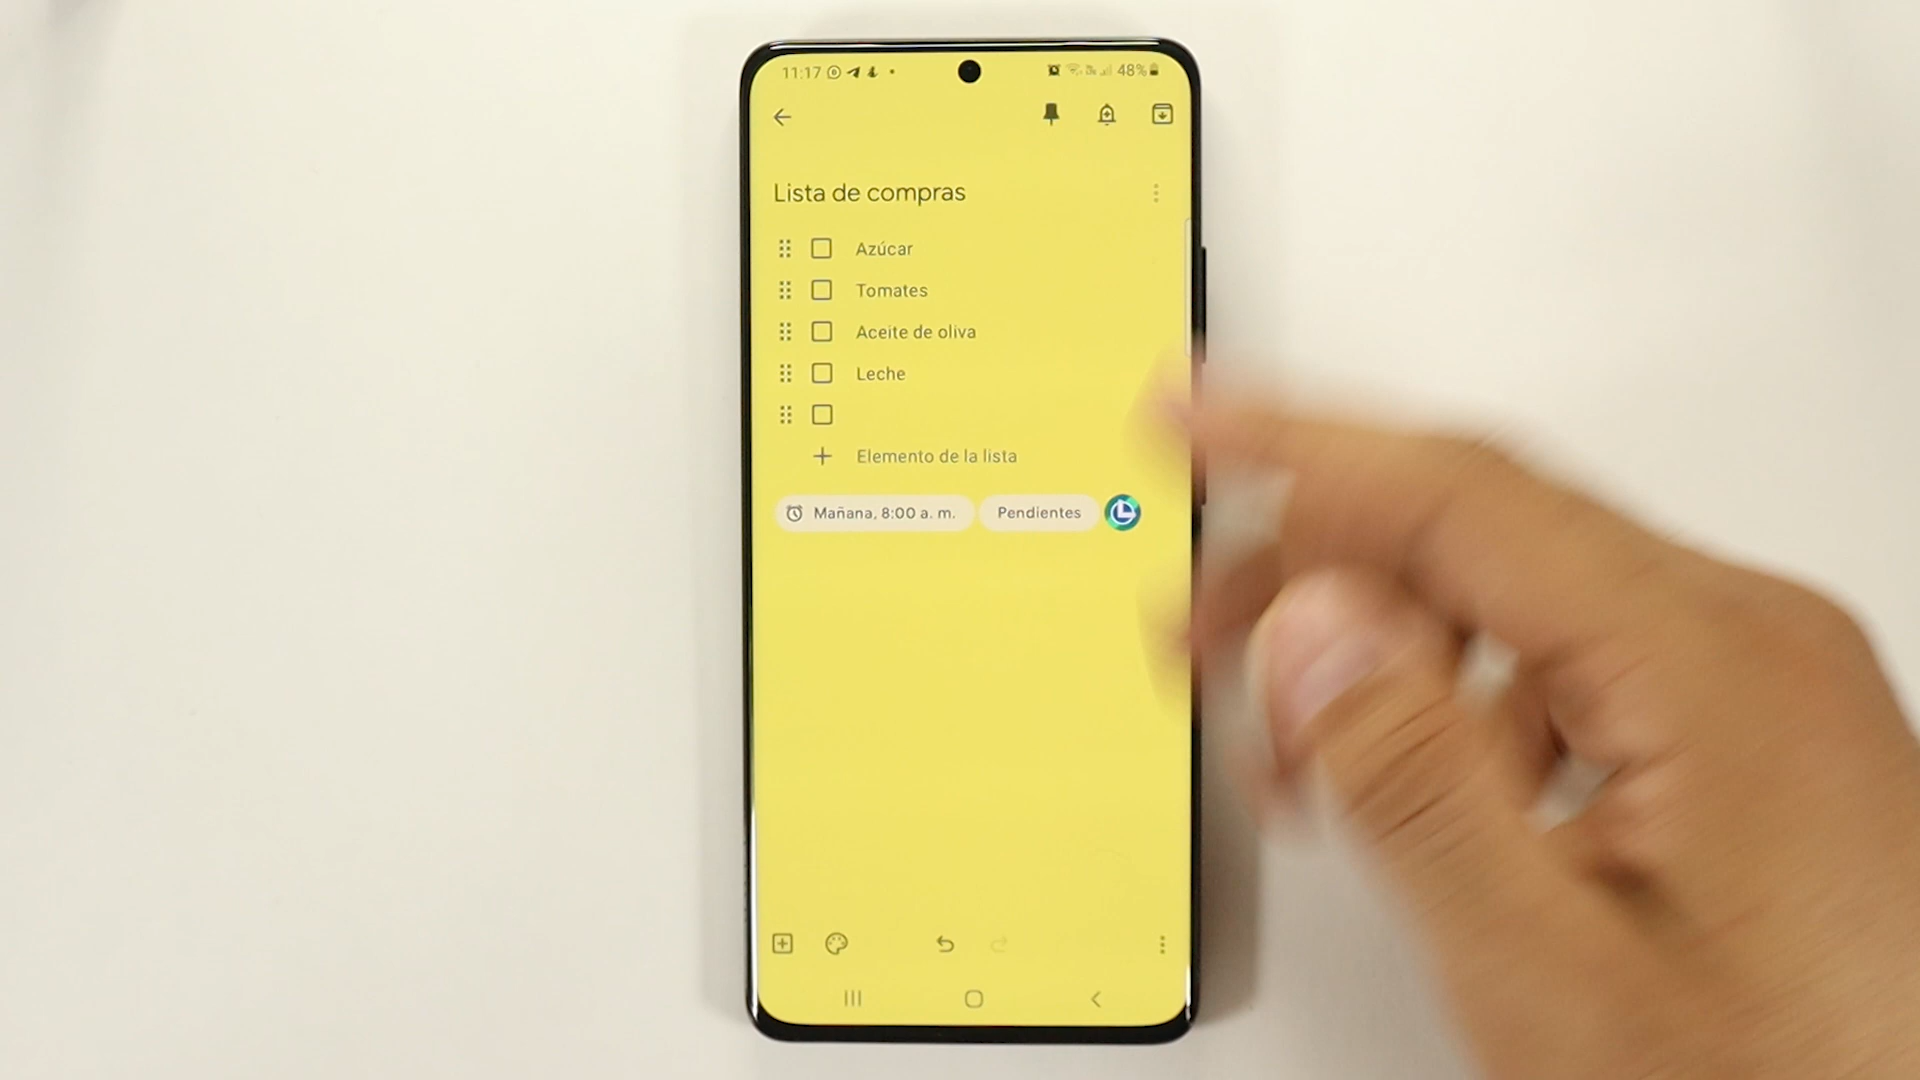 11:17 48%
Lista de compras
Azúcar
Tomates
Aceite de oliva
Leche
Elemento de la lista
Mañana, 8:00 a. m. Pendientes